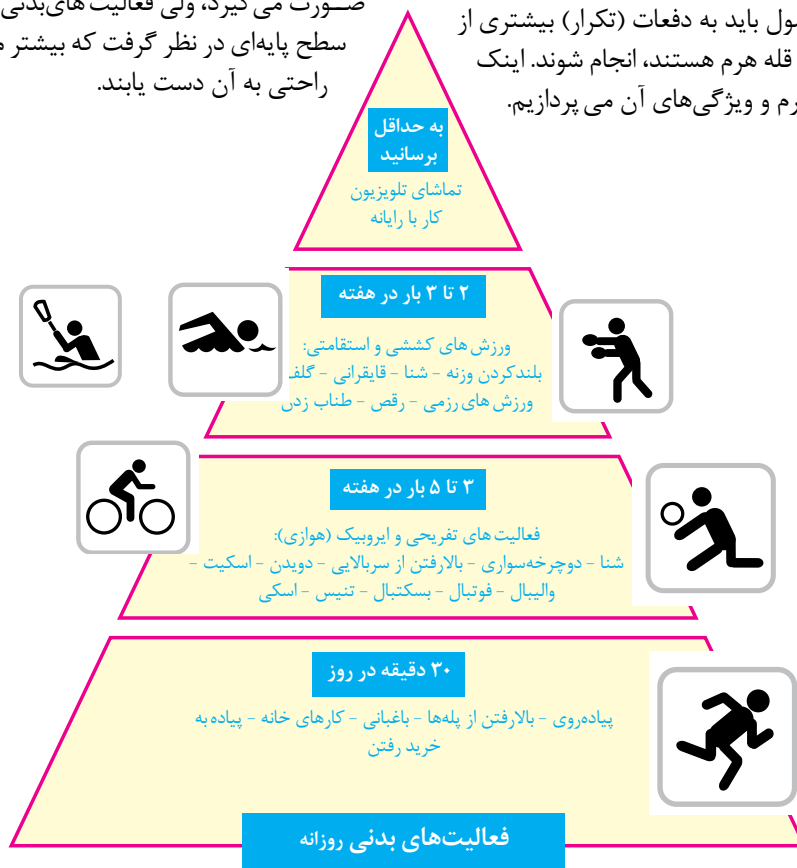 سول باید به دفعات (تکرار) بیشتری از
قله هرم هستند، انجام شوند. اینک
رم و ویژگی‌های آن می پردازیم.
صـورت می گیرد، ولی فعالیت‌های بدنی
سطح پایه‌ای در نظر گرفت که بیشتر م
راحتی به آن دست یابند.
به حداقل
برسانید
تماشای تلویزیون
کار با رایانه
۲ تا ۳ بار در هفته
ورزش های کششی و استقامتی:
بلندکردن وزنه - شنا - قایقرانی - گلف
ورزش های رزمی - رقص - طناب زدن
۳ تا ۵ بار در هفته
فعالیت های تفریحی و ایروبیک (هوازی):
شنا - دوچرخه‌سواری - بالارفتن از سربالایی - دویدن - اسکیت -
والیبال - فوتبال - بسکتبال - تنیس - اسکی
۳۰ دقیقه در روز
پیاده‌روی - بالارفتن از پله‌ها - باغبانی - کارهای خانه - پیاده به
خرید رفتن
فعالیت‌های بدنی روزانه